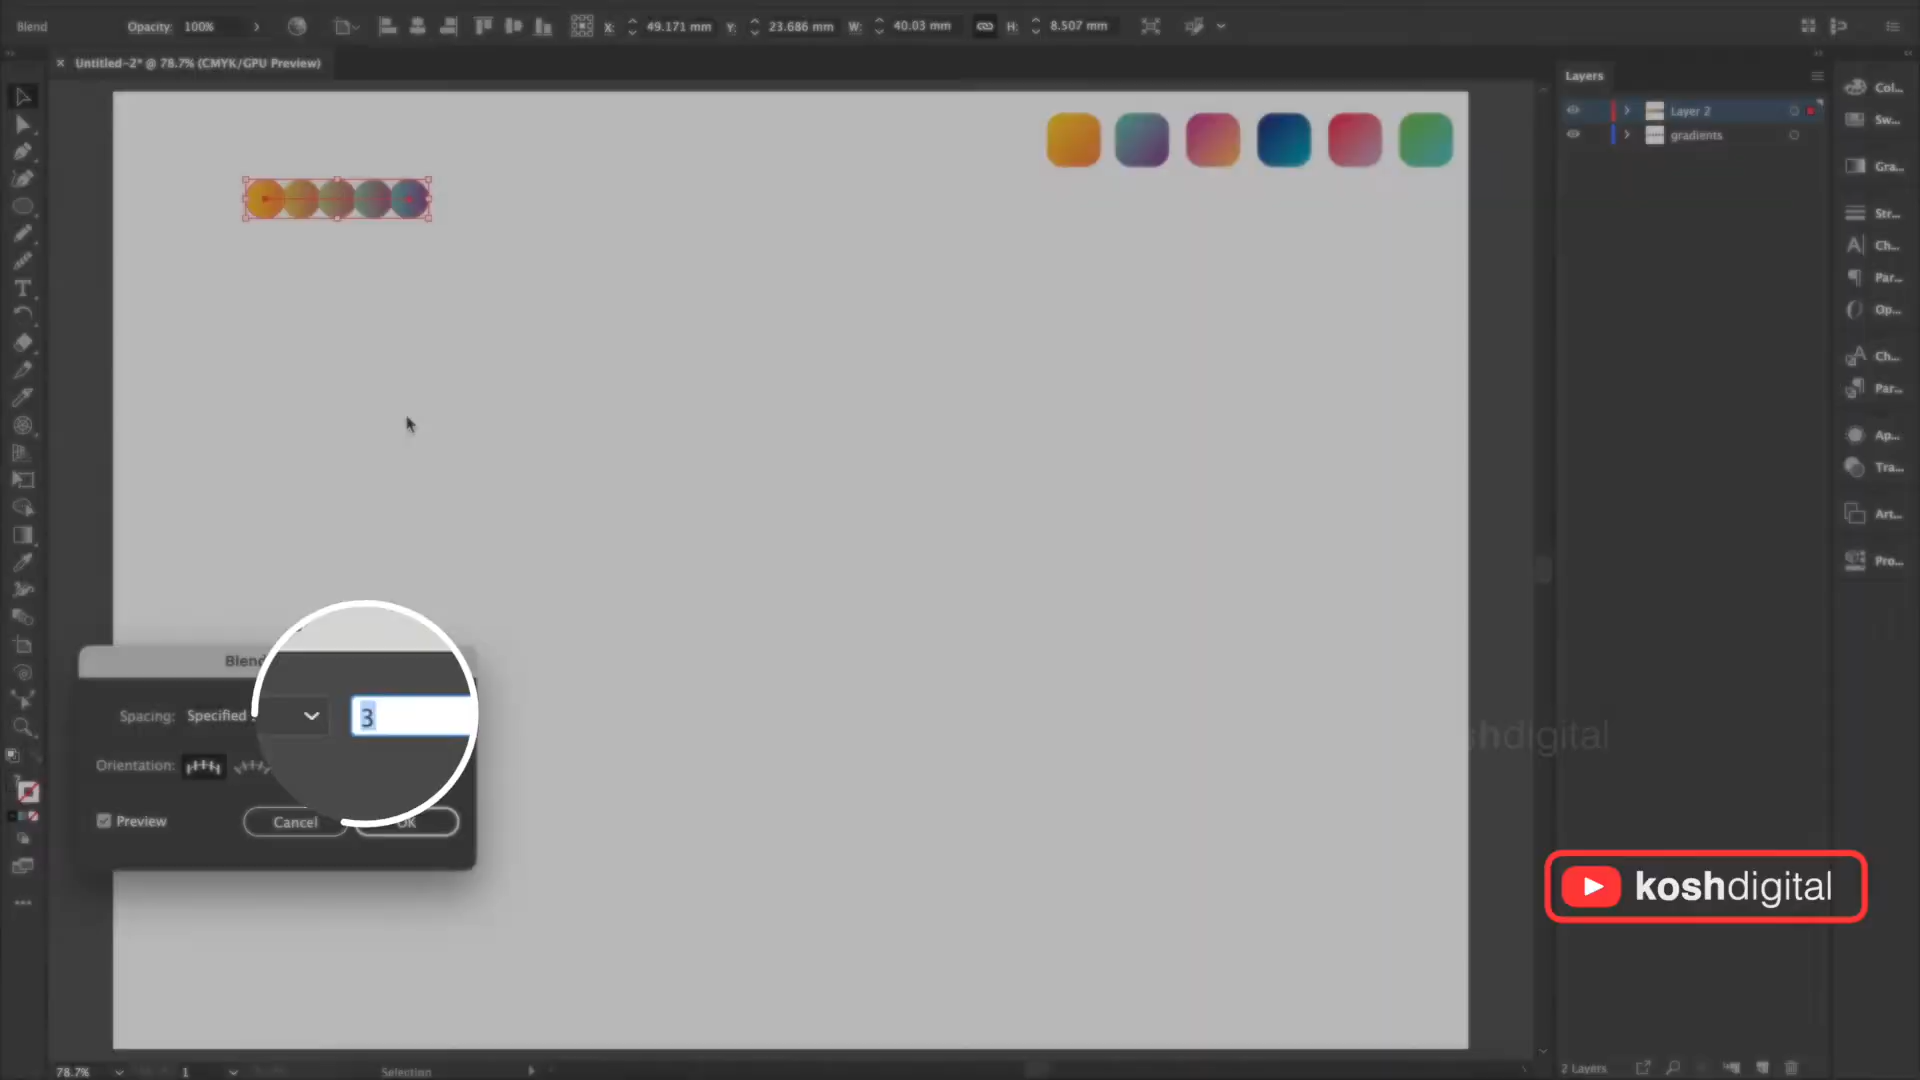 Blend Opacity: 100% X: 49.171 mm Y: 23.686 mm W: 40.03 mm H: 8.507 mm
Untitled-2* @ 78.7% (CMYK/GPU Preview)
Layers
Layer 2
gradients
Col...
Sw...
Gra...
Str...
Ch...
Par...
Op...
Ch...
Par...
Ap...
Tra...
Art...
Pro...
Blend
Spacing: Specified 3
Orientation:
Preview Cancel OK
shdigital
koshdigital
78.7% 1 Selection 2 Layers